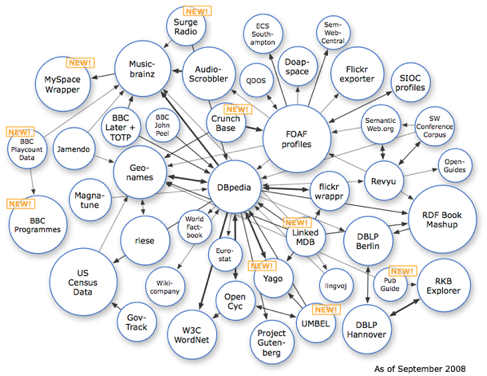 NEW!
Surge
Radio
ECS
South-
ampton
Sem-
Web-
Central
NEW!
MySpace
Wrapper
Music-
brainz
Audio-
Scrobbler
QDOS
Doap-
space
Flickr
exporter
SIOC
profiles
NEW!
BBC
Playcount
Data
Jamendo
BBC
Later +
TOTP
BBC
John
Peel
NEW!
Crunch
Base
FOAF
profiles
Semantic
Web.org
SW
Conference
Corpus
Open-
Guides
Geo-
names
DBpedia
flickr
wrappr
Revyu
NEW!
BBC
Programmes
Magna-
tune
RDF Book
Mashup
riese
World
Fact-
book
NEW!
Linked
MDB
DBLP
Berlin
US
Census
Data
Euro-
stat
NEW!
Yago
lingvoj
NEW!
Pub
Guide
RKB
Explorer
Wiki-
company
Open
Cyc
NEW!
UMBEL
Gov-
Track
W3C
WordNet
Project
Guten-
berg
DBLP
Hannover
As of September 2008